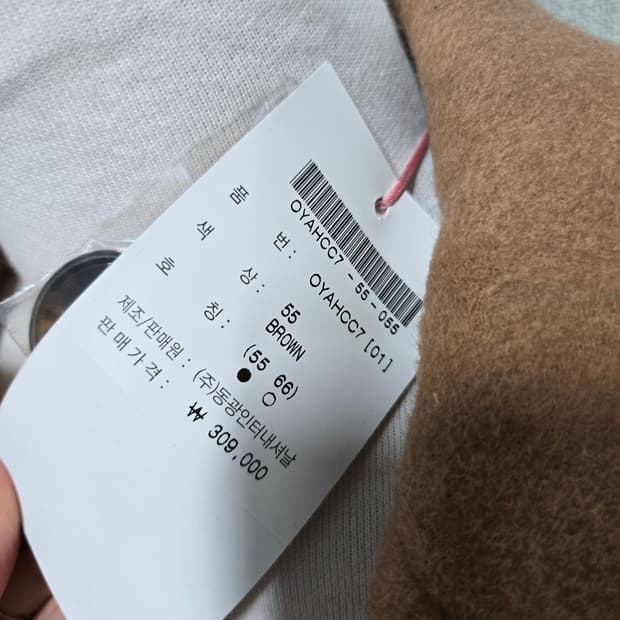 OYAHCC7 - 55 - 055
품 번 : OYAHCC7 [01]
색 상 : 55 BROWN
호 칭 : (55 66)
● ○
제조/판매원 : (주)동광인터내셔날
판매가격 : ₩ 309,000